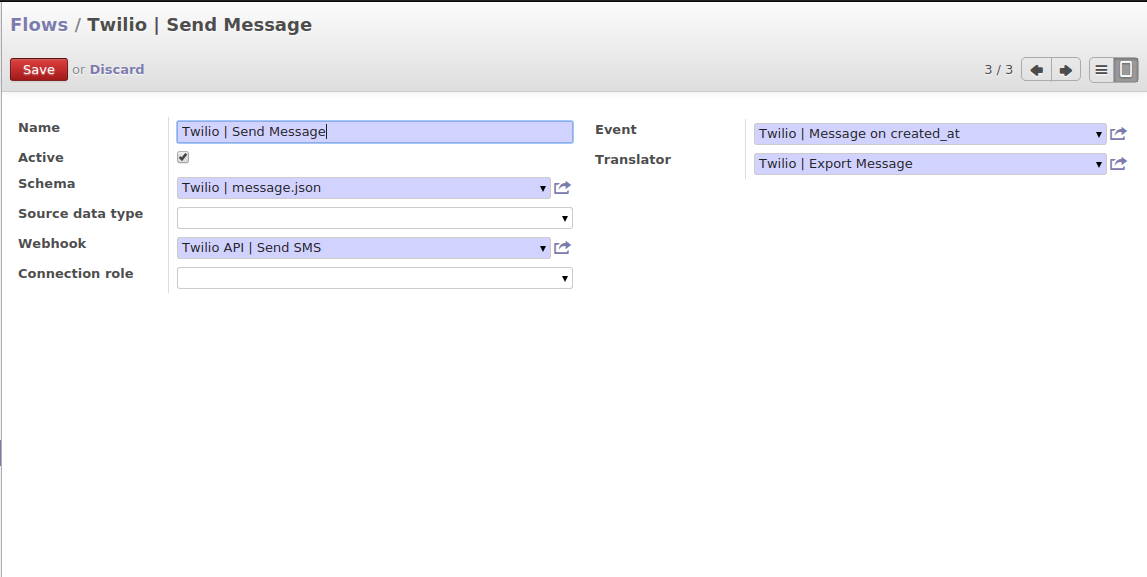 Flows / Twilio | Send Message
Save or Discard
3 / 3
Name
Twilio | Send Message
Active
Schema
Twilio | message.json
Source data type
Webhook
Twilio API | Send SMS
Connection role
Event
Twilio | Message on created_at
Translator
Twilio | Export Message